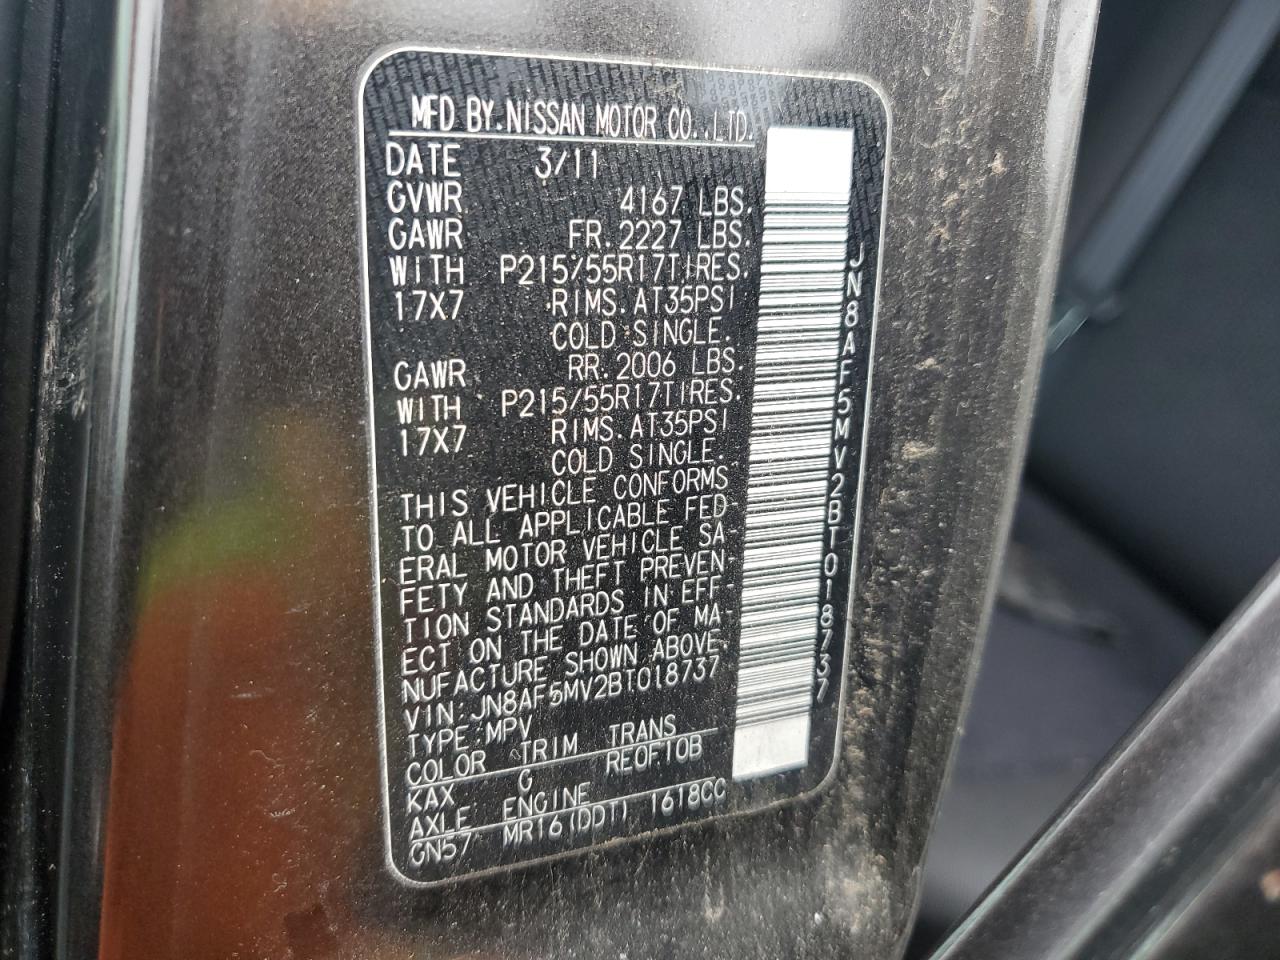 MFD BY.NISSAN MOTOR CO.,LTD.
DATE 3/11
GVWR 4167 LBS.
GAWR FR.2227 LBS.
WITH P215/55R17TIRES.
17X7 RIMS.AT35PSI
COLD SINGLE.
GAWR RR.2006 LBS.
WITH P215/55R17TIRES.
17X7 RIMS.AT35PSI
COLD SINGLE.
THIS VEHICLE CONFORMS
TO ALL APPLICABLE FED-
ERAL MOTOR VEHICLE SA-
FETY AND THEFT PREVEN-
TION STANDARDS IN EFF
ECT ON THE DATE OF MA-
NUFACTURE SHOWN ABOVE.
VIN:JN8AF5MV2BT018737
TYPE:MPV
COLOR TRIM TRANS
KAX G RE0F10B
AXLE ENGINE
GN57 MR16(DDT) 1618CC
JN8AF5MV2BT018737